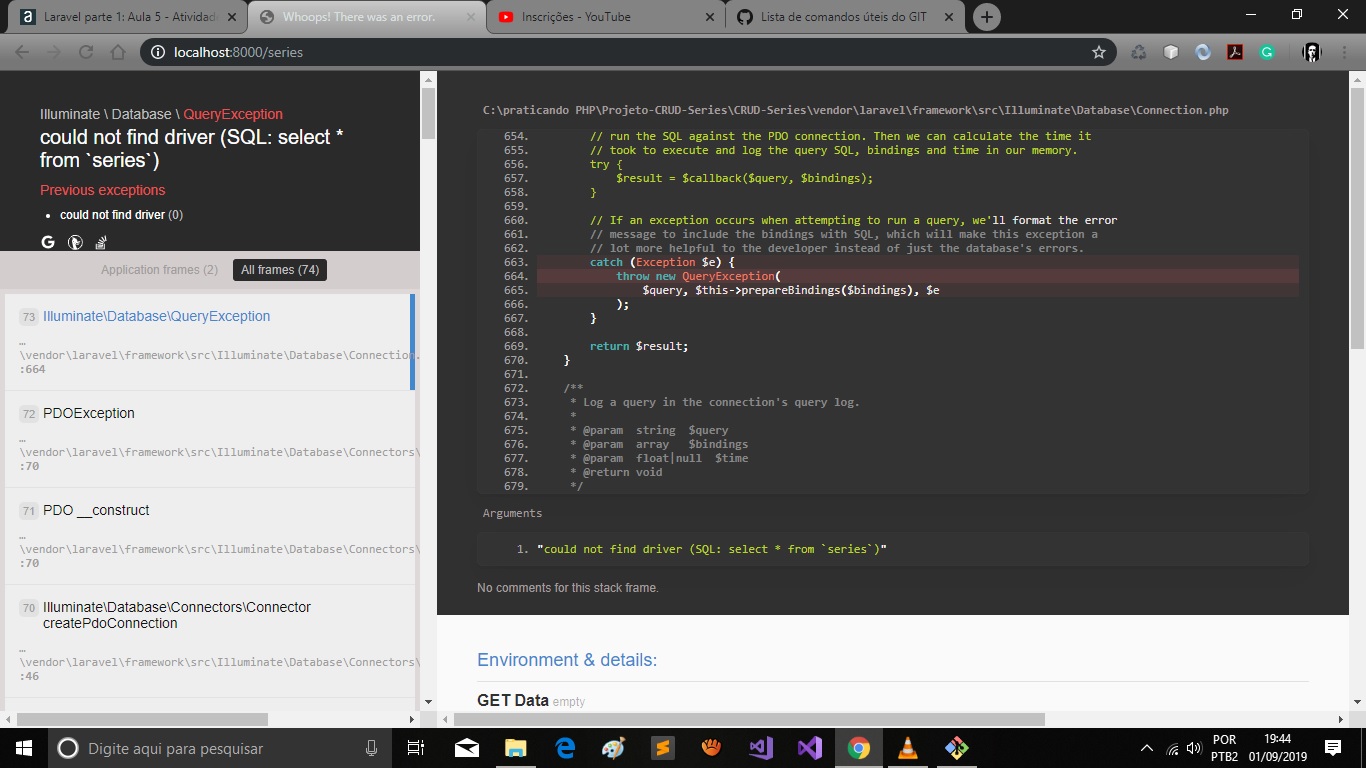 Laravel parte 1: Aula 5 - Atividade
Whoops! There was an error.
Inscrições - YouTube
Lista de comandos úteis do GIT
localhost:8000/series
Illuminate \ Database \ QueryException
could not find driver (SQL: select *
from `series`)
Previous exceptions
• could not find driver (0)
Application frames (2)
All frames (74)
73 Illuminate\Database\QueryException
…
\vendor\laravel\framework\src\Illuminate\Database\Connection.
:664
72 PDOException
…
\vendor\laravel\framework\src\Illuminate\Database\Connectors\
:70
71 PDO __construct
…
\vendor\laravel\framework\src\Illuminate\Database\Connectors\
:70
70 Illuminate\Database\Connectors\Connector
createPdoConnection
…
\vendor\laravel\framework\src\Illuminate\Database\Connectors\
:46
C:\praticando PHP\Projeto-CRUD-Series\CRUD-Series\vendor\laravel\framework\src\Illuminate\Database\Connection.php
654. // run the SQL against the PDO connection. Then we can calculate the time it
655. // took to execute and log the query SQL, bindings and time in our memory.
656. try {
657. $result = $callback($query, $bindings);
658. }
659.
660. // If an exception occurs when attempting to run a query, we'll format the error
661. // message to include the bindings with SQL, which will make this exception a
662. // lot more helpful to the developer instead of just the database's errors.
663. catch (Exception $e) {
664. throw new QueryException(
665. $query, $this->prepareBindings($bindings), $e
666. );
667. }
668.
669. return $result;
670. }
671.
672. /**
673. * Log a query in the connection's query log.
674. *
675. * @param string $query
676. * @param array $bindings
677. * @param float|null $time
678. * @return void
679. */
Arguments
1. "could not find driver (SQL: select * from `series`)"
No comments for this stack frame.
Environment & details:
GET Data empty
Digite aqui para pesquisar
POR
PTB2
19:44
01/09/2019